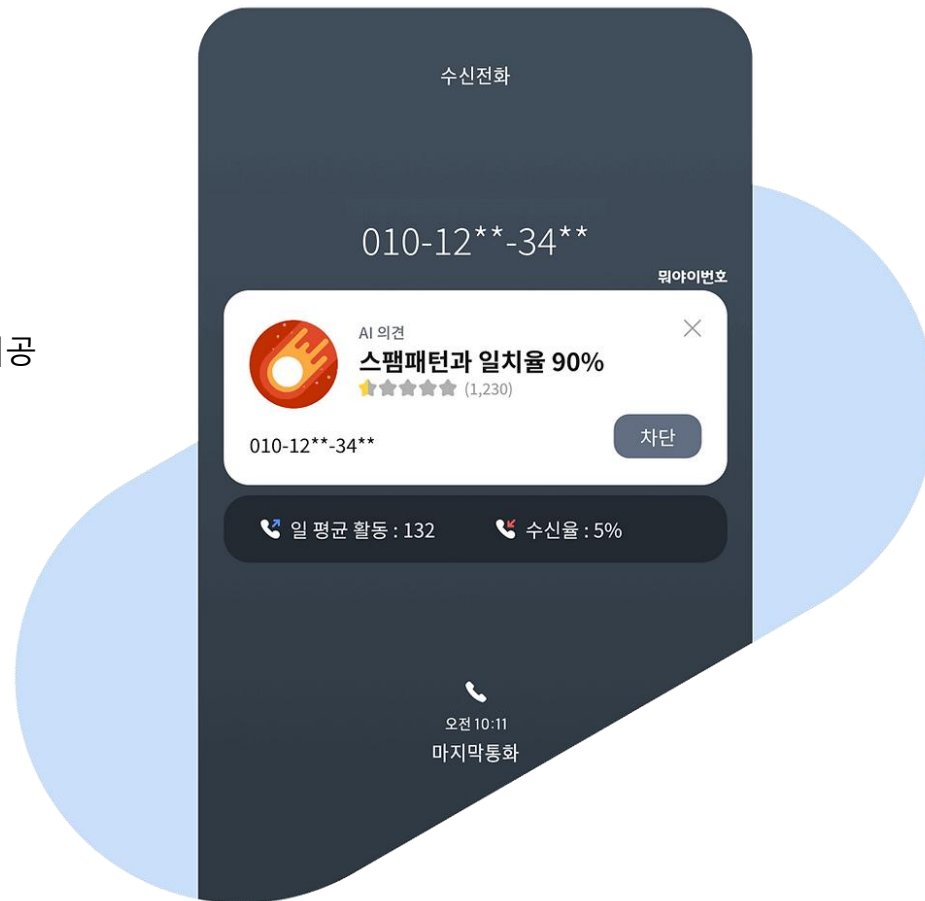 수신전화
010-12**-34**
뭐야이번호
공
AI 의견
스팸패턴과 일치율 90%
(1,230)
010-12**-34**
차단
일 평균 활동 : 132
수신율 : 5%
오전 10:11
마지막통화